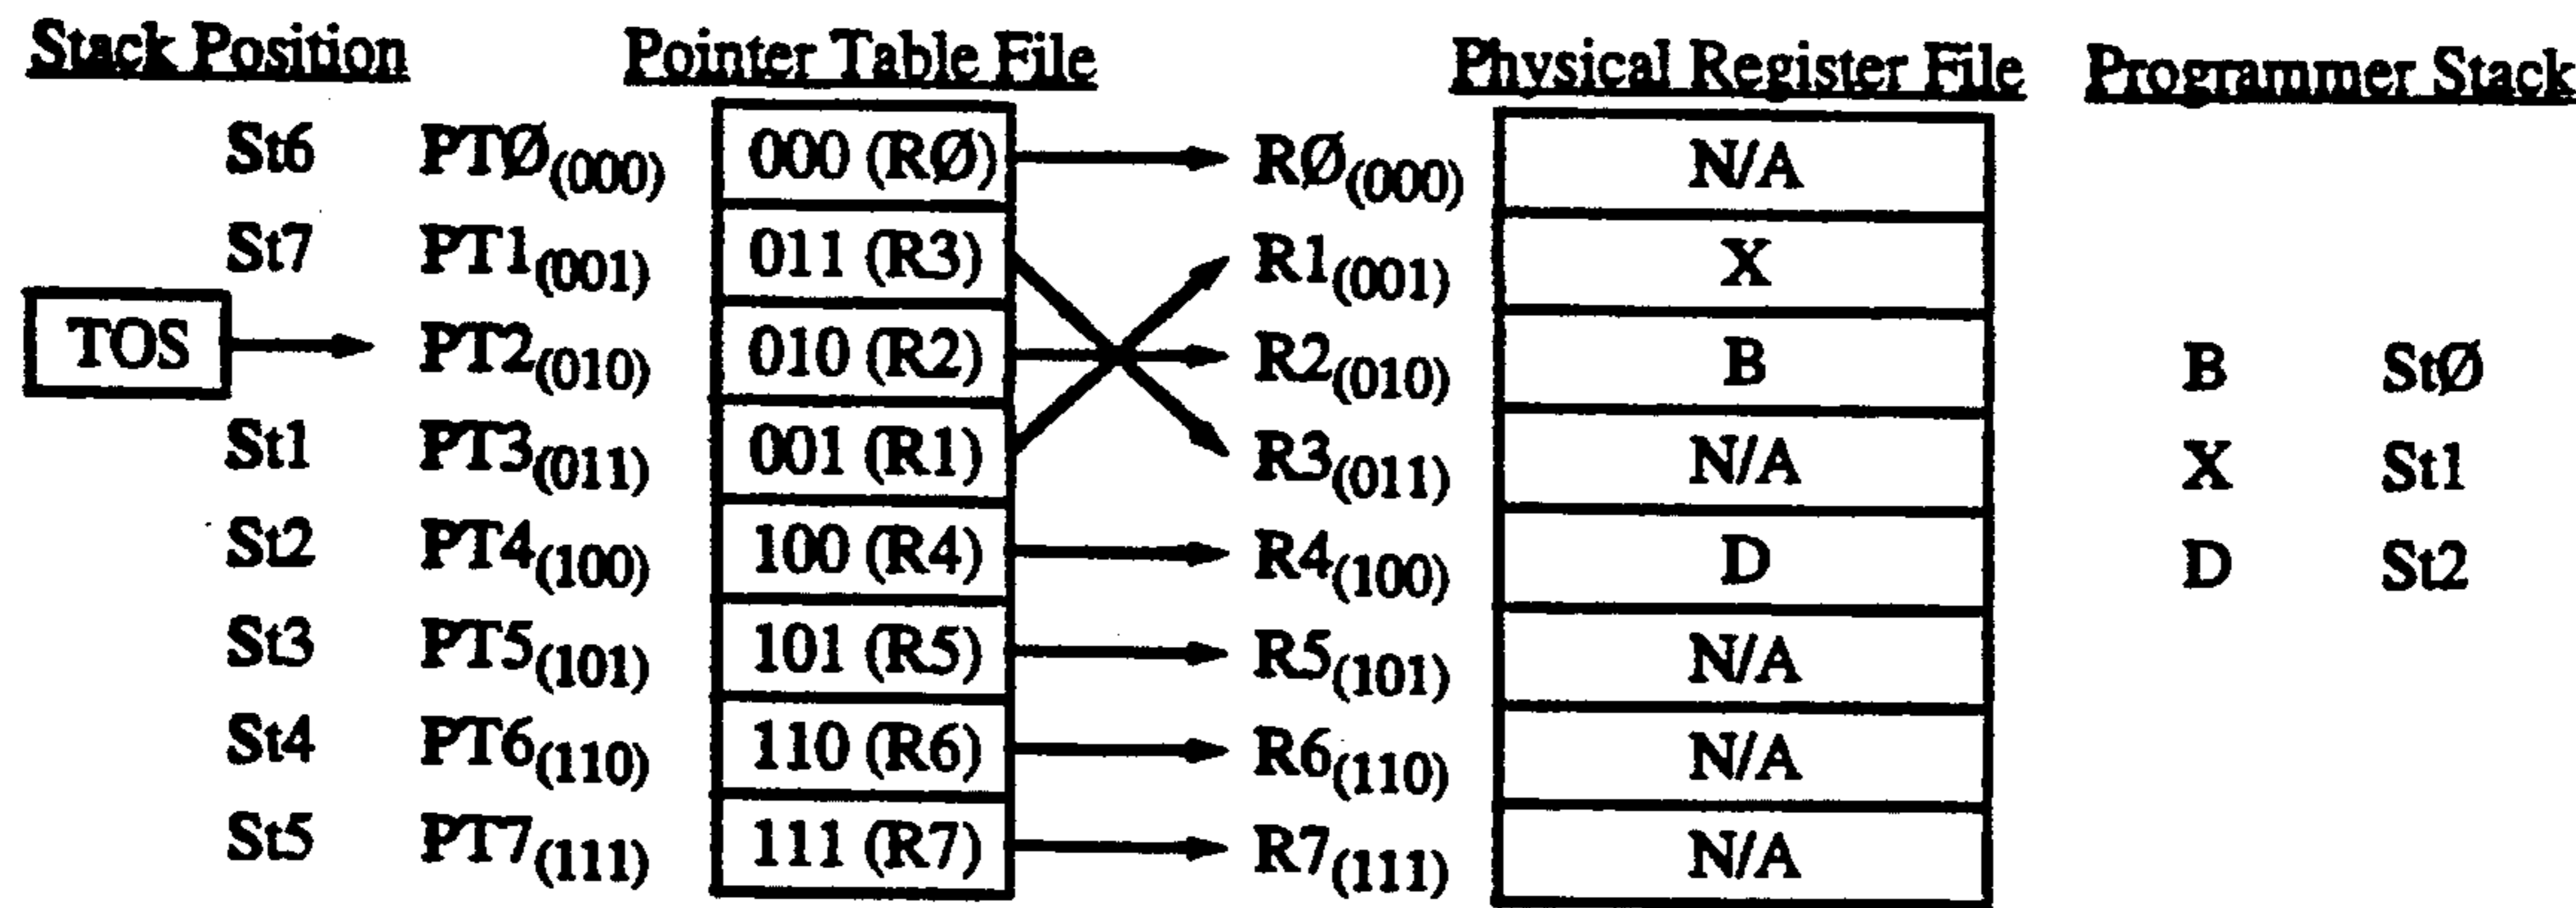 Stack Position Pointer Table File Physical Register File Programmer Stack
St6 PTØ(000) 000 (RØ) RØ(000) N/A
St7 PT1(001) 011 (R3) R1(001) X
TOS PT2(010) 010 (R2) R2(010) B B StØ
St1 PT3(011) 001 (R1) R3(011) N/A X St1
St2 PT4(100) 100 (R4) R4(100) D D St2
St3 PT5(101) 101 (R5) R5(101) N/A
St4 PT6(110) 110 (R6) R6(110) N/A
St5 PT7(111) 111 (R7) R7(111) N/A